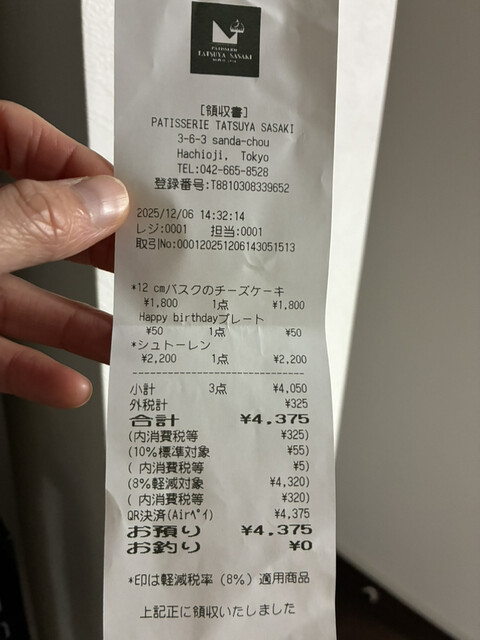 PATISSERIE
TATSUYA SASAKI
[領収書]
PATISSERIE TATSUYA SASAKI
3-6-3 sanda-chou
Hachioji, Tokyo
TEL:042-665-8528
登録番号:T8810308339652
2025/12/06 14:32:14
レジ:0001 担当:0001
取引No:000120251206143051513
*12 cmバスクのチーズケーキ
¥1,800 1点 ¥1,800
Happy birthdayプレート
¥50 1点 ¥50
*シュトーレン
¥2,200 1点 ¥2,200
--------------------------------
小計 3点 ¥4,050
外税計 ¥325
合計 ¥4,375
(内消費税等 ¥325)
(10%標準対象 ¥55)
( 内消費税等 ¥5)
(8%軽減対象 ¥4,320)
( 内消費税等 ¥320)
QR決済(Airペイ) ¥4,375
お預り ¥4,375
お釣り ¥0
*印は軽減税率（8%）適用商品
上記正に領収いたしました